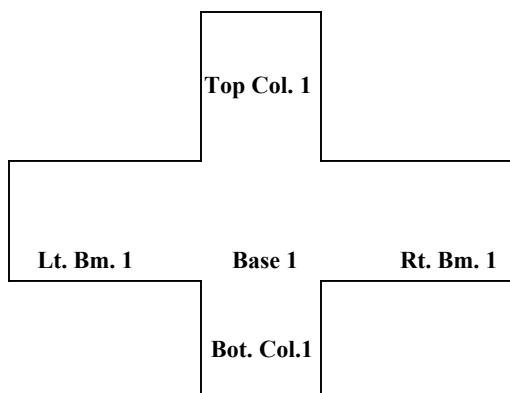 Top Col. 1
Lt. Bm. 1 Base 1 Rt. Bm. 1
Bot. Col.1